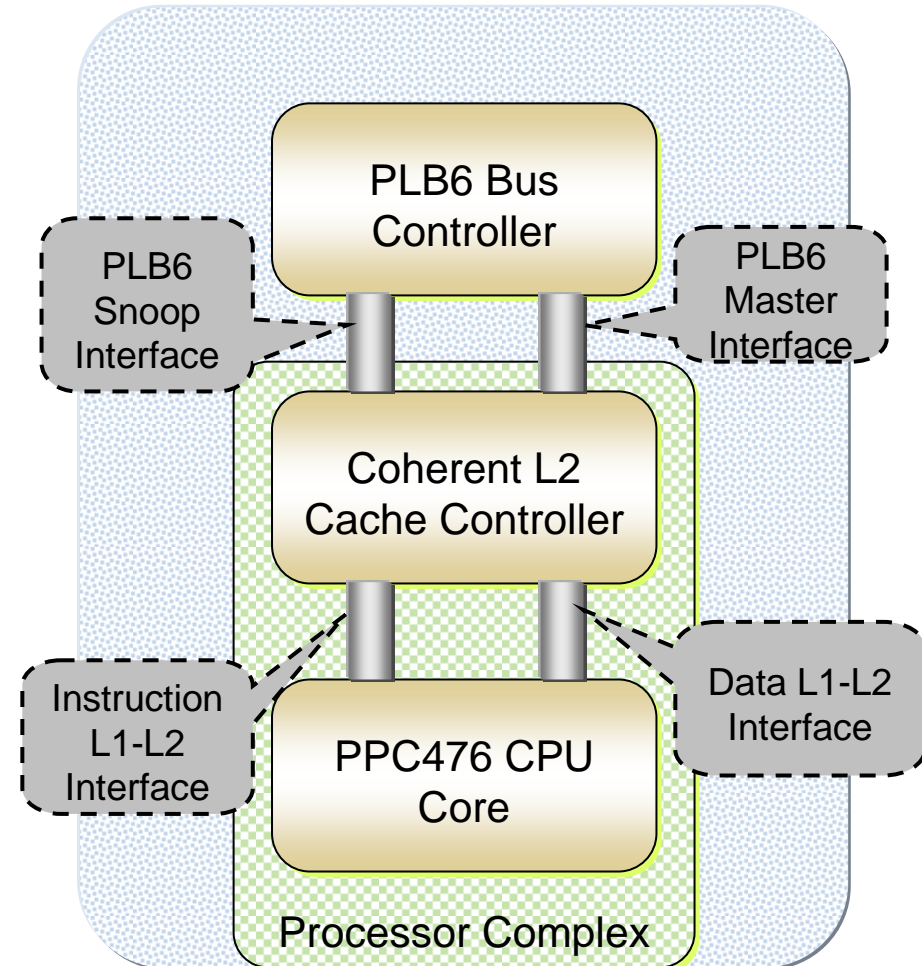 PLB6 Bus
Controller
PLB6
Snoop
Interface
PLB6
Master
Interface
Coherent L2
Cache Controller
Instruction
L1-L2
Interface
Data L1-L2
Interface
PPC476 CPU
Core
Processor Complex